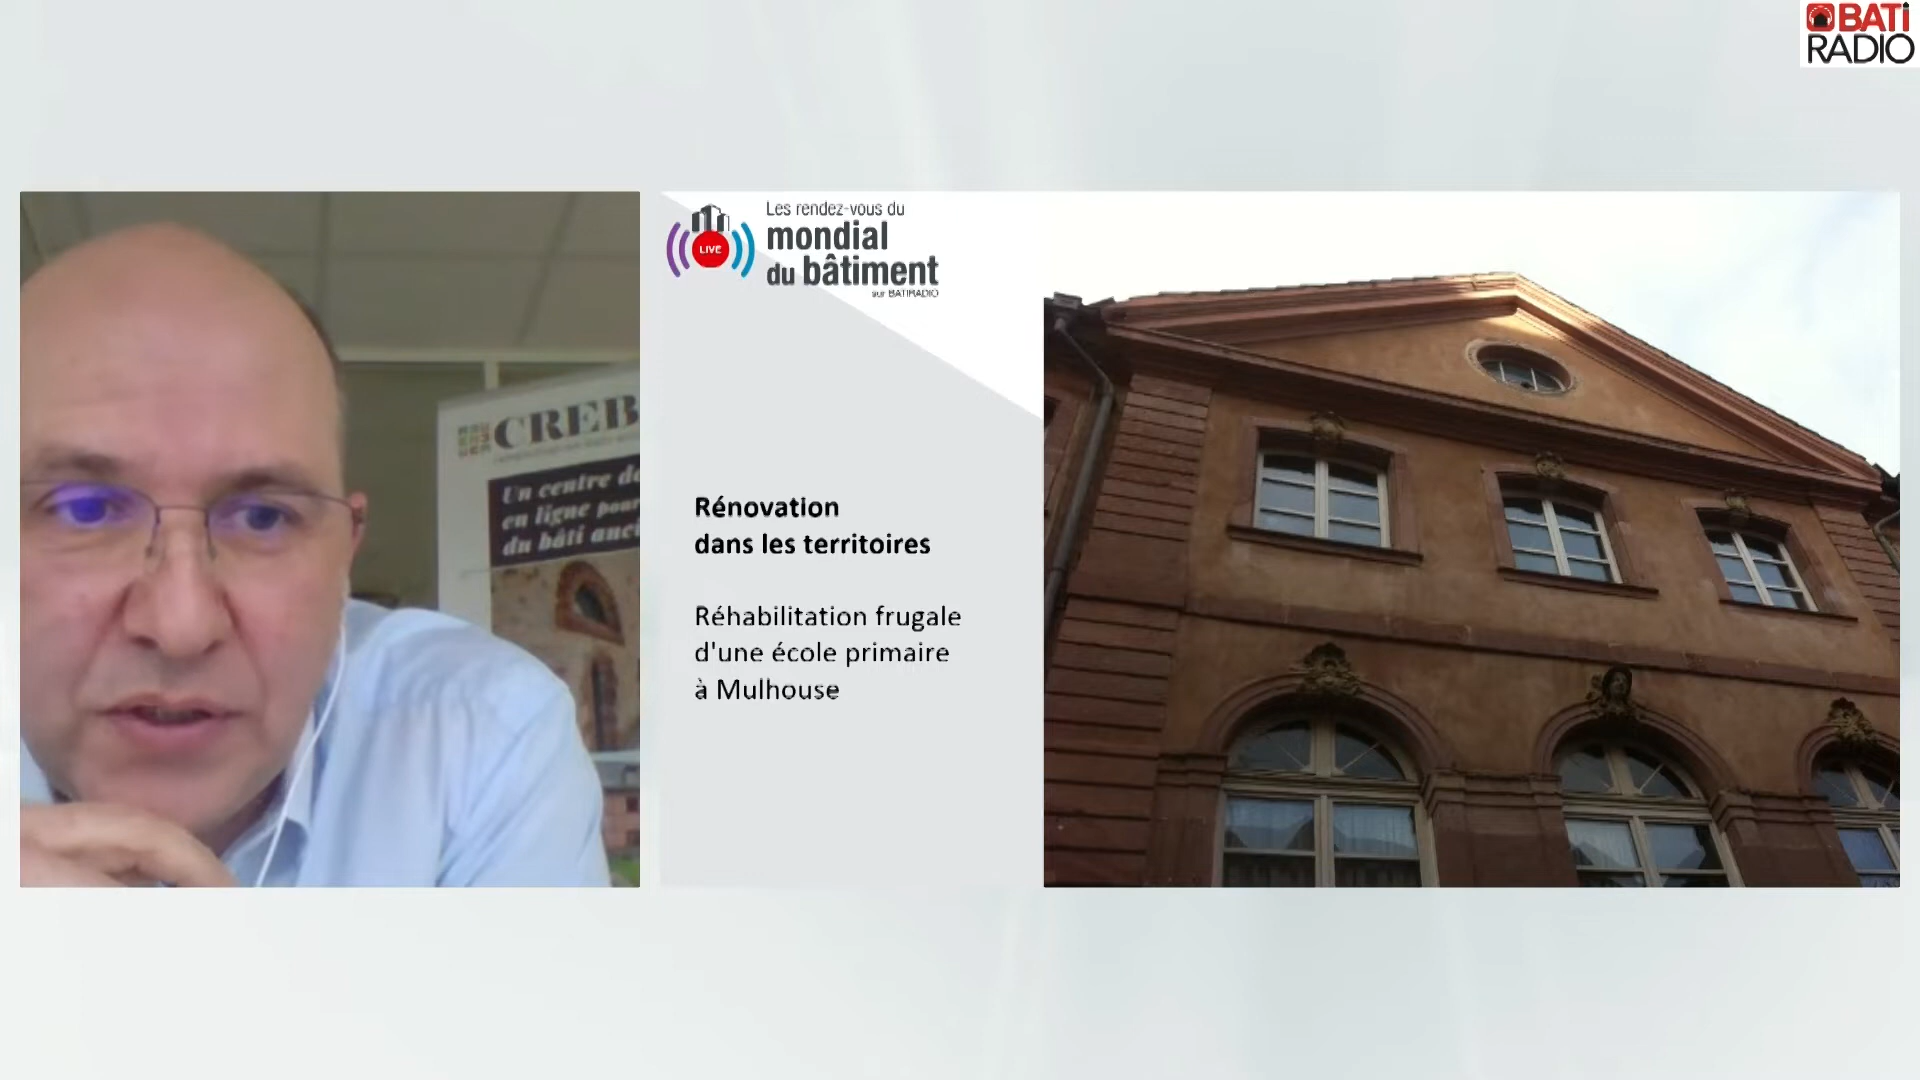 BATi
RADIO
Les rendez-vous du
LIVE
mondial
du bâtiment
sur BATIRADIO
CREB
Un centre de
en ligne pour
du bâti anci
Rénovation
dans les territoires
Réhabilitation frugale
d'une école primaire
à Mulhouse